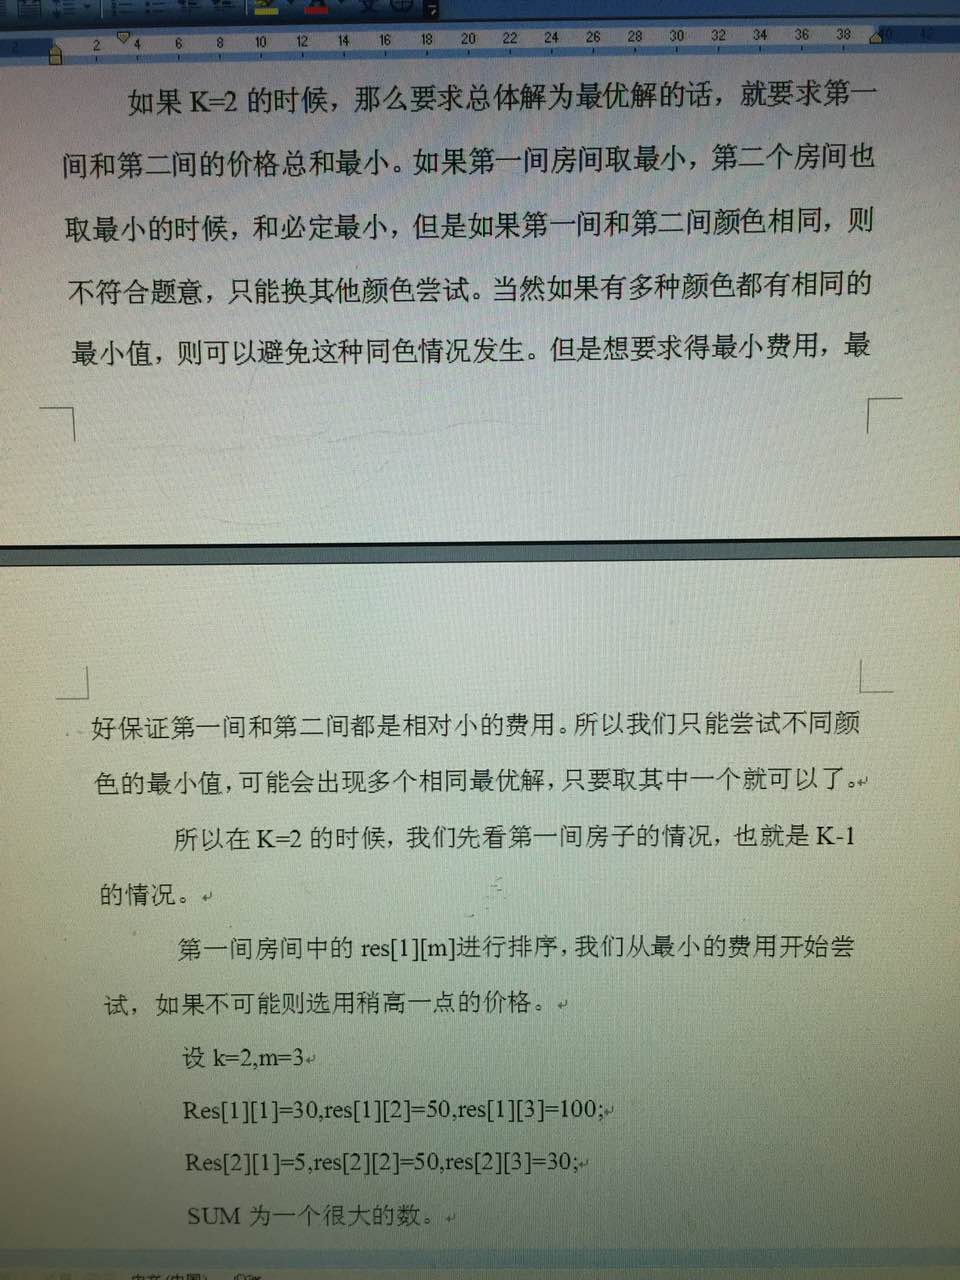 2 2 4 6 8 10 12 14 16 18 20 22 24 26 28 30 32 34 36 38 40 42
如果 K=2 的时候，那么要求总体解为最优解的话，就要求第一
间和第二间的价格总和最小。如果第一间房间取最小，第二个房间也
取最小的时候，和必定最小，但是如果第一间和第二间颜色相同，则
不符合题意，只能换其他颜色尝试。当然如果有多种颜色都有相同的
最小值，则可以避免这种同色情况发生。但是想要求得最小费用，最
好保证第一间和第二间都是相对小的费用。所以我们只能尝试不同颜
色的最小值，可能会出现多个相同最优解，只要取其中一个就可以了。
所以在 K=2 的时候，我们先看第一间房子的情况，也就是 K-1
的情况。
第一间房间中的 res[1][m]进行排序，我们从最小的费用开始尝
试，如果不可能则选用稍高一点的价格。
设 k=2,m=3
Res[1][1]=30,res[1][2]=50,res[1][3]=100;
Res[2][1]=5,res[2][2]=50,res[2][3]=30;
SUM 为一个很大的数。